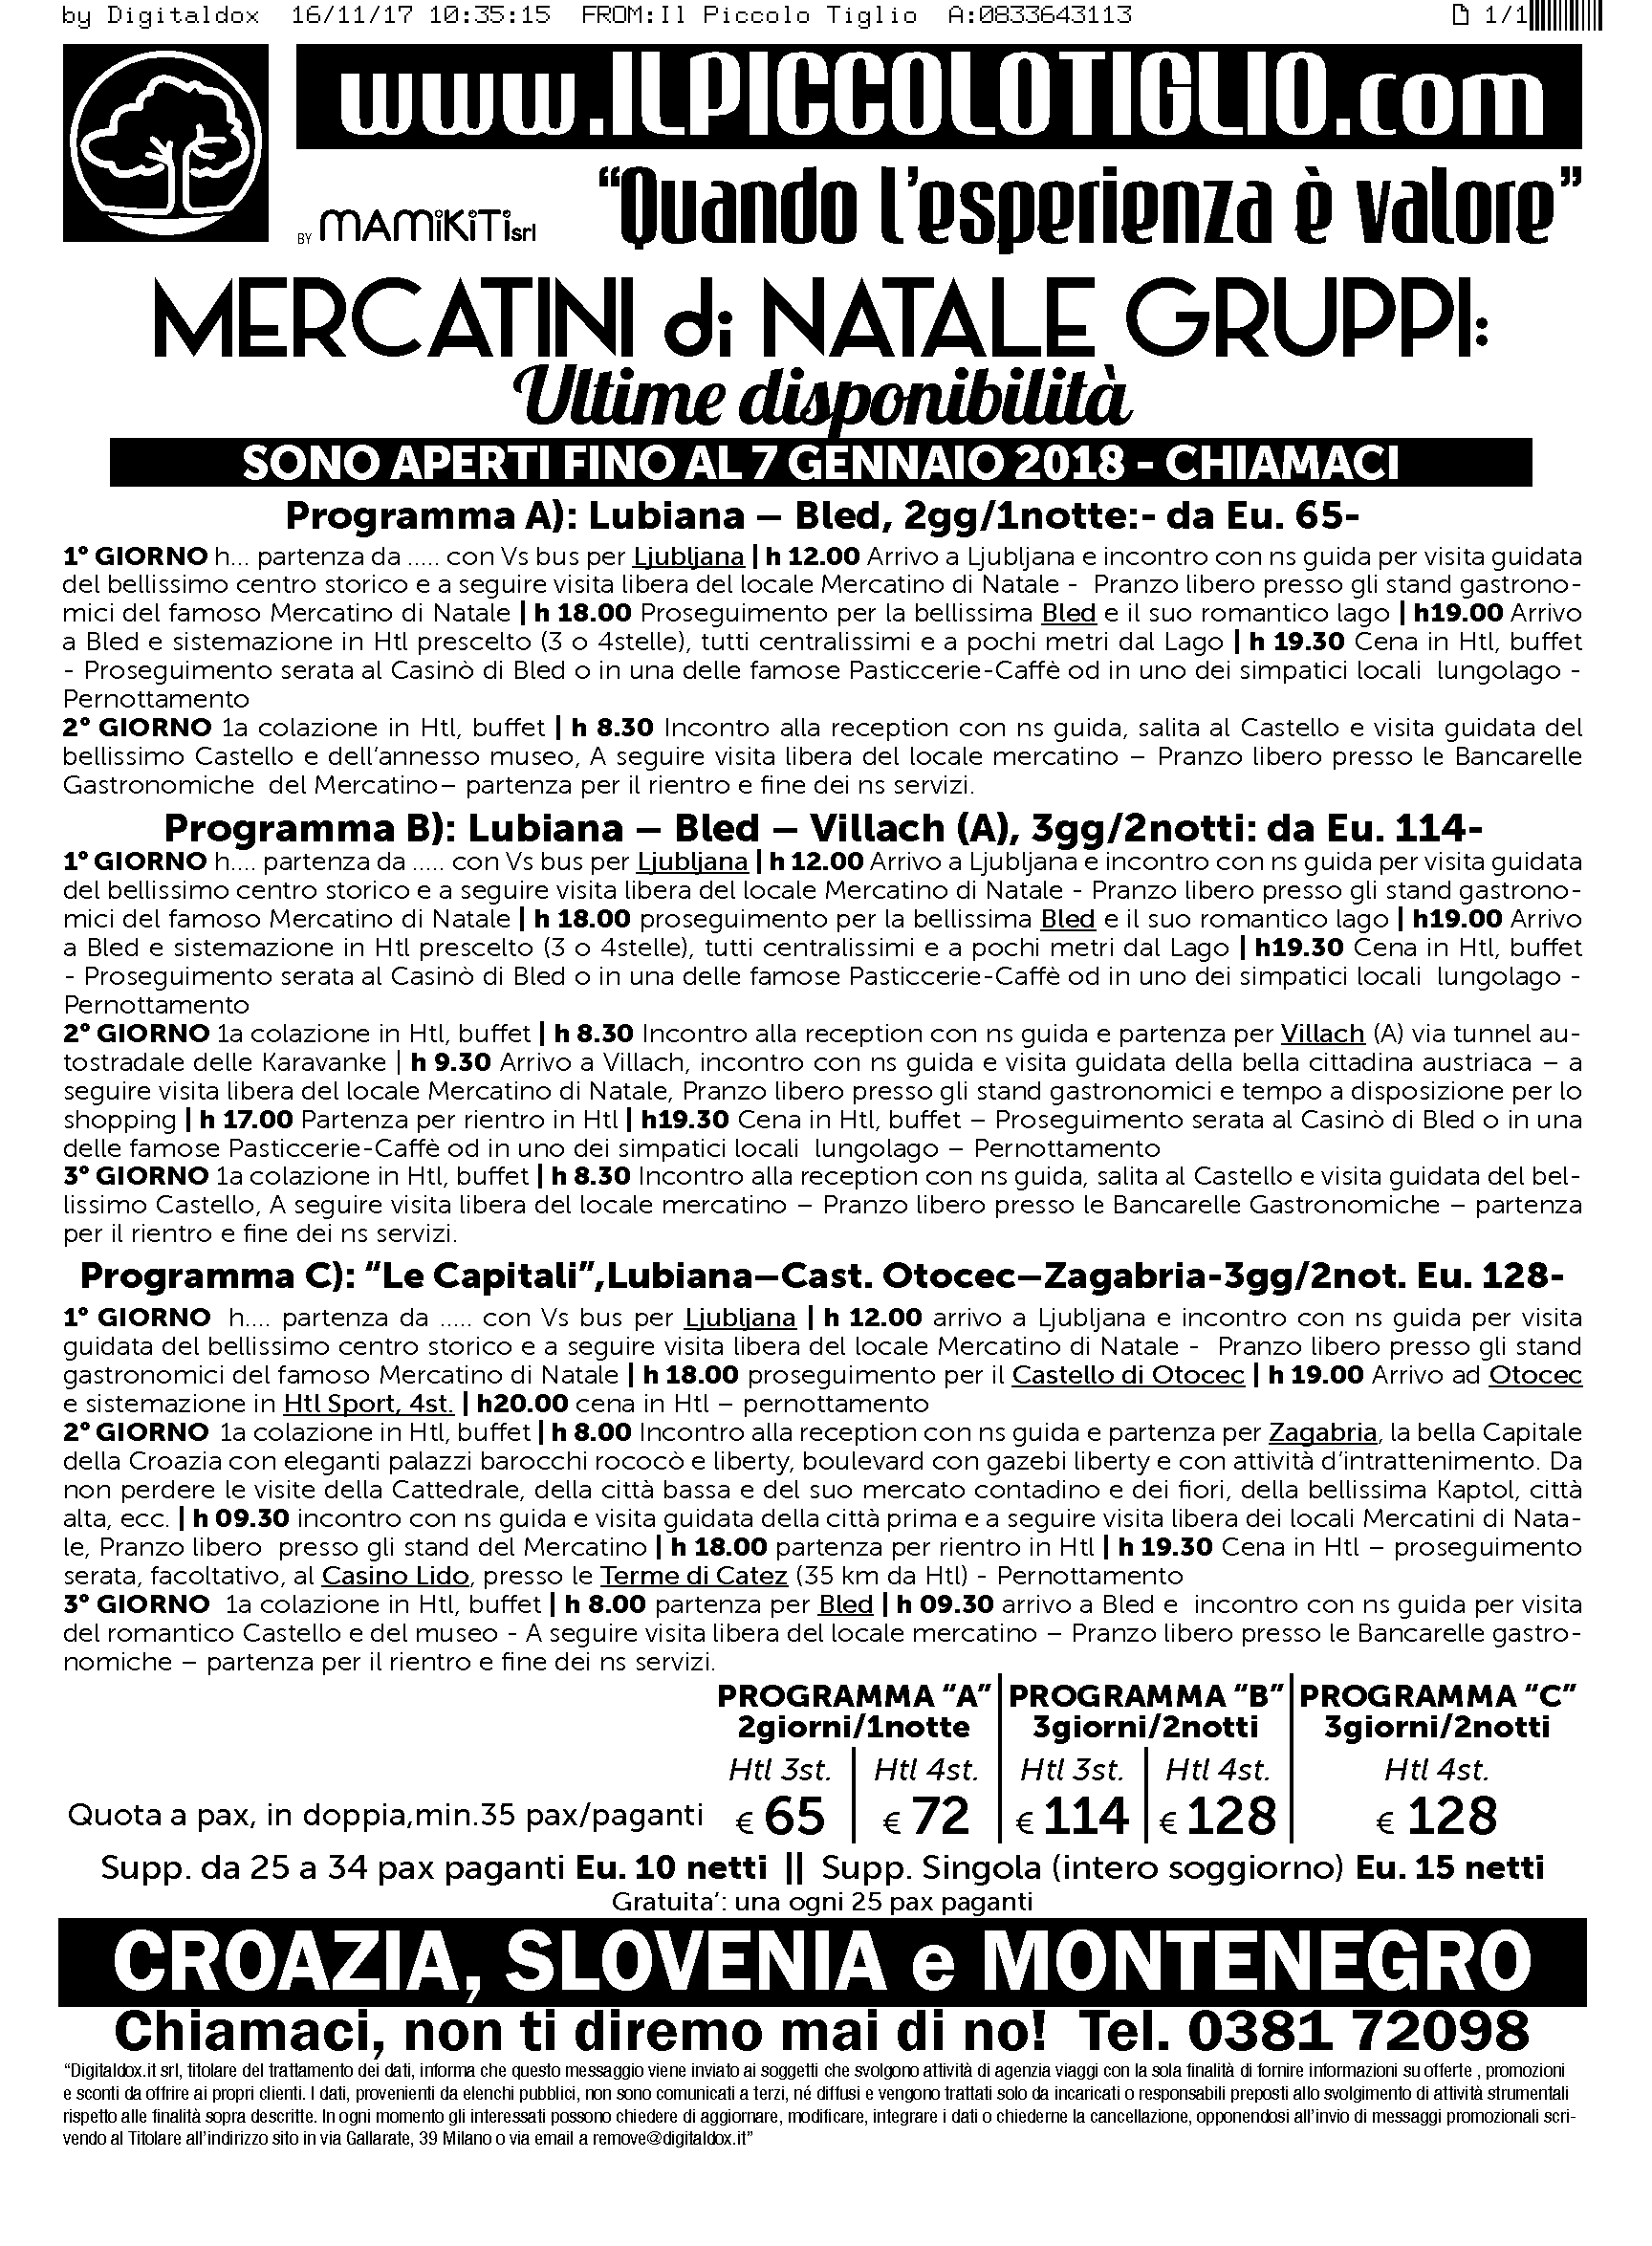 by Digitaldox 16/11/17 10:35:15 FROM:Il Piccolo Tiglio A:0833643113 1/1
www.ILPICCOLOTIGLIO.com
“Quando l’esperienza è valore”
BY MAMiKiTisrl
MERCATINI di NATALE GRUPPI:
Ultime disponibilità
SONO APERTI FINO AL 7 GENNAIO 2018 - CHIAMACI
Programma A): Lubiana – Bled, 2gg/1notte:- da Eu. 65-
1° GIORNO h... partenza da ..... con Vs bus per Ljubljana | h 12.00 Arrivo a Ljubljana e incontro con ns guida per visita guidata
del bellissimo centro storico e a seguire visita libera del locale Mercatino di Natale - Pranzo libero presso gli stand gastrono-
mici del famoso Mercatino di Natale | h 18.00 Proseguimento per la bellissima Bled e il suo romantico lago | h19.00 Arrivo
a Bled e sistemazione in Htl prescelto (3 o 4stelle), tutti centralissimi e a pochi metri dal Lago | h 19.30 Cena in Htl, buffet
- Proseguimento serata al Casinò di Bled o in una delle famose Pasticcerie-Caffè od in uno dei simpatici locali lungolago -
Pernottamento
2° GIORNO 1a colazione in Htl, buffet | h 8.30 Incontro alla reception con ns guida, salita al Castello e visita guidata del
bellissimo Castello e dell’annesso museo, A seguire visita libera del locale mercatino – Pranzo libero presso le Bancarelle
Gastronomiche del Mercatino– partenza per il rientro e fine dei ns servizi.
Programma B): Lubiana – Bled – Villach (A), 3gg/2notti: da Eu. 114-
1° GIORNO h.... partenza da ..... con Vs bus per Ljubljana | h 12.00 Arrivo a Ljubljana e incontro con ns guida per visita guidata
del bellissimo centro storico e a seguire visita libera del locale Mercatino di Natale - Pranzo libero presso gli stand gastrono-
mici del famoso Mercatino di Natale | h 18.00 proseguimento per la bellissima Bled e il suo romantico lago | h19.00 Arrivo
a Bled e sistemazione in Htl prescelto (3 o 4stelle), tutti centralissimi e a pochi metri dal Lago | h19.30 Cena in Htl, buffet
- Proseguimento serata al Casinò di Bled o in una delle famose Pasticcerie-Caffè od in uno dei simpatici locali lungolago -
Pernottamento
2° GIORNO 1a colazione in Htl, buffet | h 8.30 Incontro alla reception con ns guida e partenza per Villach (A) via tunnel au-
tostradale delle Karavanke | h 9.30 Arrivo a Villach, incontro con ns guida e visita guidata della bella cittadina austriaca – a
seguire visita libera del locale Mercatino di Natale, Pranzo libero presso gli stand gastronomici e tempo a disposizione per lo
shopping | h 17.00 Partenza per rientro in Htl | h19.30 Cena in Htl, buffet – Proseguimento serata al Casinò di Bled o in una
delle famose Pasticcerie-Caffè od in uno dei simpatici locali lungolago – Pernottamento
3° GIORNO 1a colazione in Htl, buffet | h 8.30 Incontro alla reception con ns guida, salita al Castello e visita guidata del bel-
lissimo Castello, A seguire visita libera del locale mercatino – Pranzo libero presso le Bancarelle Gastronomiche – partenza
per il rientro e fine dei ns servizi.
Programma C): “Le Capitali”,Lubiana–Cast. Otocec–Zagabria-3gg/2not. Eu. 128-
1° GIORNO h.... partenza da ..... con Vs bus per Ljubljana | h 12.00 arrivo a Ljubljana e incontro con ns guida per visita
guidata del bellissimo centro storico e a seguire visita libera del locale Mercatino di Natale - Pranzo libero presso gli stand
gastronomici del famoso Mercatino di Natale | h 18.00 proseguimento per il Castello di Otocec | h 19.00 Arrivo ad Otocec
e sistemazione in Htl Sport, 4st. | h20.00 cena in Htl – pernottamento
2° GIORNO 1a colazione in Htl, buffet | h 8.00 Incontro alla reception con ns guida e partenza per Zagabria, la bella Capitale
della Croazia con eleganti palazzi barocchi rococò e liberty, boulevard con gazebi liberty e con attività d’intrattenimento. Da
non perdere le visite della Cattedrale, della città bassa e del suo mercato contadino e dei fiori, della bellissima Kaptol, città
alta, ecc. | h 09.30 incontro con ns guida e visita guidata della città prima e a seguire visita libera dei locali Mercatini di Nata-
le, Pranzo libero presso gli stand del Mercatino | h 18.00 partenza per rientro in Htl | h 19.30 Cena in Htl – proseguimento
serata, facoltativo, al Casino Lido, presso le Terme di Catez (35 km da Htl) - Pernottamento
3° GIORNO 1a colazione in Htl, buffet | h 8.00 partenza per Bled | h 09.30 arrivo a Bled e incontro con ns guida per visita
del romantico Castello e del museo - A seguire visita libera del locale mercatino – Pranzo libero presso le Bancarelle gastro-
nomiche – partenza per il rientro e fine dei ns servizi.
PROGRAMMA “A” PROGRAMMA “B” PROGRAMMA “C”
2giorni/1notte 3giorni/2notti 3giorni/2notti
Htl 3st. Htl 4st. Htl 3st. Htl 4st. Htl 4st.
Quota a pax, in doppia,min.35 pax/paganti € 65 € 72 € 114 € 128 € 128
Supp. da 25 a 34 pax paganti Eu. 10 netti || Supp. Singola (intero soggiorno) Eu. 15 netti
Gratuita’: una ogni 25 pax paganti
CROAZIA, SLOVENIA e MONTENEGRO
Chiamaci, non ti diremo mai di no! Tel. 0381 72098
“Digitaldox.it srl, titolare del trattamento dei dati, informa che questo messaggio viene inviato ai soggetti che svolgono attività di agenzia viaggi con la sola finalità di fornire informazioni su offerte , promozioni
e sconti da offrire ai propri clienti. I dati, provenienti da elenchi pubblici, non sono comunicati a terzi, né diffusi e vengono trattati solo da incaricati o responsabili preposti allo svolgimento di attività strumentali
rispetto alle finalità sopra descritte. In ogni momento gli interessati possono chiedere di aggiornare, modificare, integrare i dati o chiederne la cancellazione, opponendosi all’invio di messaggi promozionali scri-
vendo al Titolare all’indirizzo sito in via Gallarate, 39 Milano o via email a remove@digitaldox.it”